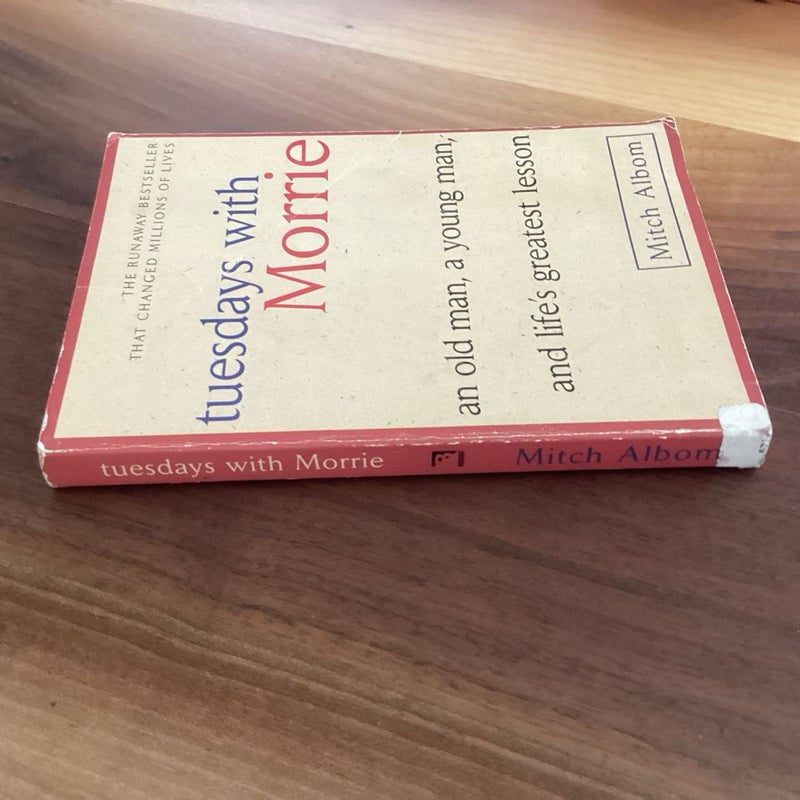 THE RUNAWAY BESTSELLER
THAT CHANGED MILLIONS OF LIVES
tuesdays with
Morrie
an old man, a young man,
and life's greatest lesson
Mitch Albom
tuesdays with Morrie
Mitch Albom